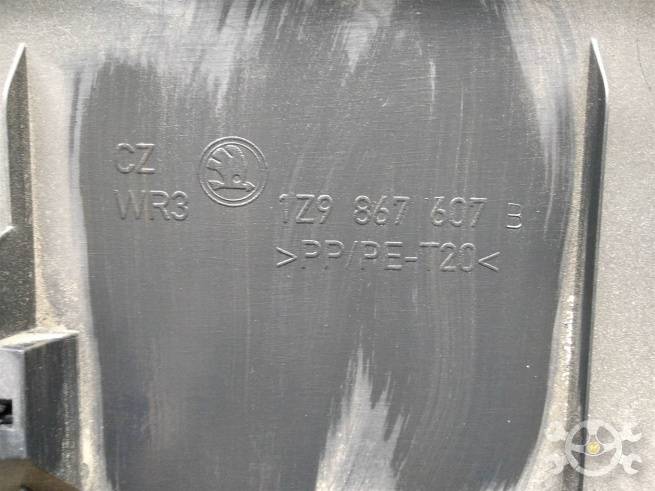 CZ
WR3
1Z9 867 607 B
>PP/PE-T20<